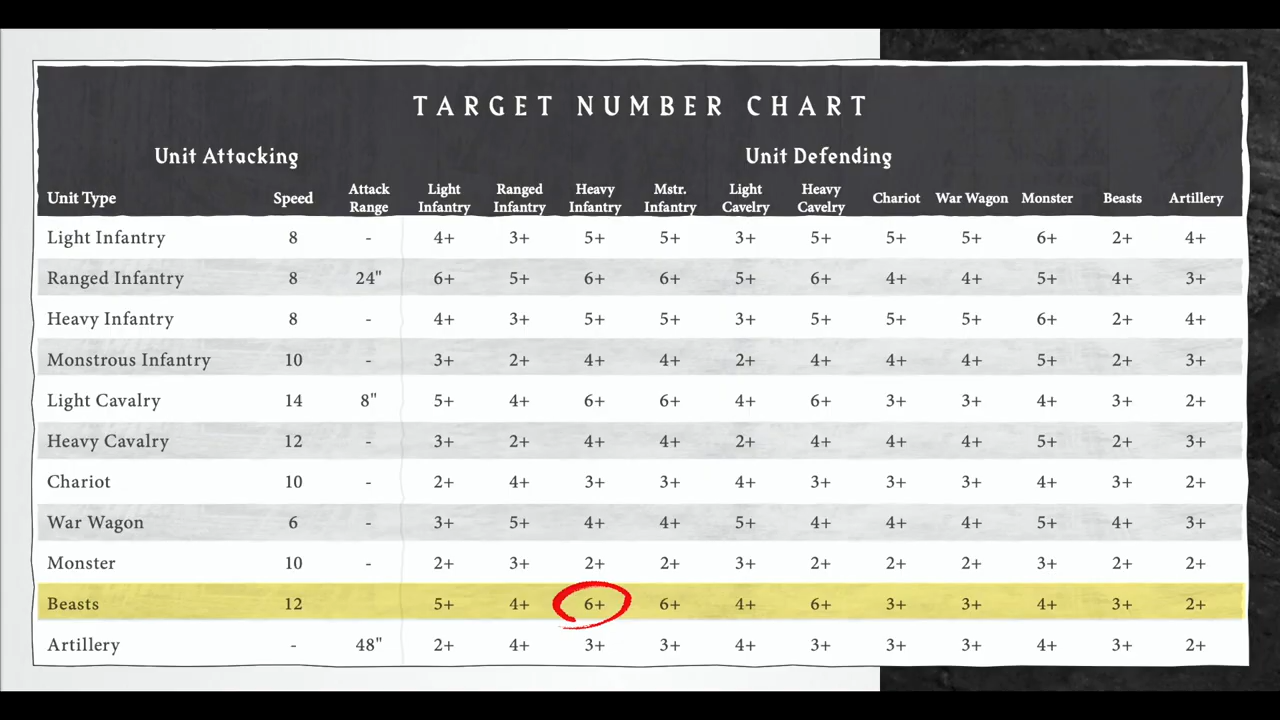 TARGET NUMBER CHART
Unit Attacking Unit Defending
Unit Type Speed Attack Range Light Infantry Ranged Infantry Heavy Infantry Mstr. Infantry Light Cavelry Heavy Cavelry Chariot War Wagon Monster Beasts Artillery
Light Infantry 8 - 4+ 3+ 5+ 5+ 3+ 5+ 5+ 5+ 6+ 2+ 4+
Ranged Infantry 8 24" 6+ 5+ 6+ 6+ 5+ 6+ 4+ 4+ 5+ 4+ 3+
Heavy Infantry 8 - 4+ 3+ 5+ 5+ 3+ 5+ 5+ 5+ 6+ 2+ 4+
Monstrous Infantry 10 - 3+ 2+ 4+ 4+ 2+ 4+ 4+ 4+ 5+ 2+ 3+
Light Cavalry 14 8" 5+ 4+ 6+ 6+ 4+ 6+ 3+ 3+ 4+ 3+ 2+
Heavy Cavalry 12 - 3+ 2+ 4+ 4+ 2+ 4+ 4+ 4+ 5+ 2+ 3+
Chariot 10 - 2+ 4+ 3+ 3+ 4+ 3+ 3+ 3+ 4+ 3+ 2+
War Wagon 6 - 3+ 5+ 4+ 4+ 5+ 4+ 4+ 4+ 5+ 4+ 3+
Monster 10 - 2+ 3+ 2+ 2+ 3+ 2+ 2+ 2+ 3+ 2+ 2+
Beasts 12 5+ 4+ 6+ 6+ 4+ 6+ 3+ 3+ 4+ 3+ 2+
Artillery - 48" 2+ 4+ 3+ 3+ 4+ 3+ 3+ 3+ 4+ 3+ 2+